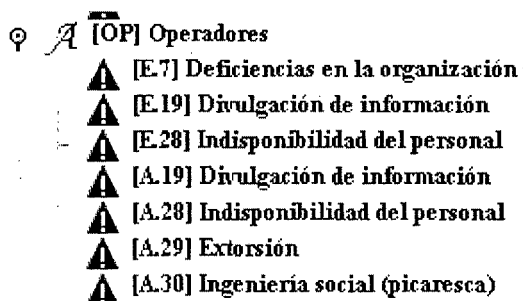 [OP] Operadores
[E.7] Deficiencias en la organización
[E.19] Divulgación de información
[E.28] Indisponibilidad del personal
[A.19] Divulgación de información
[A.28] Indisponibilidad del personal
[A.29] Extorsión
[A.30] Ingeniería social (picaresca)